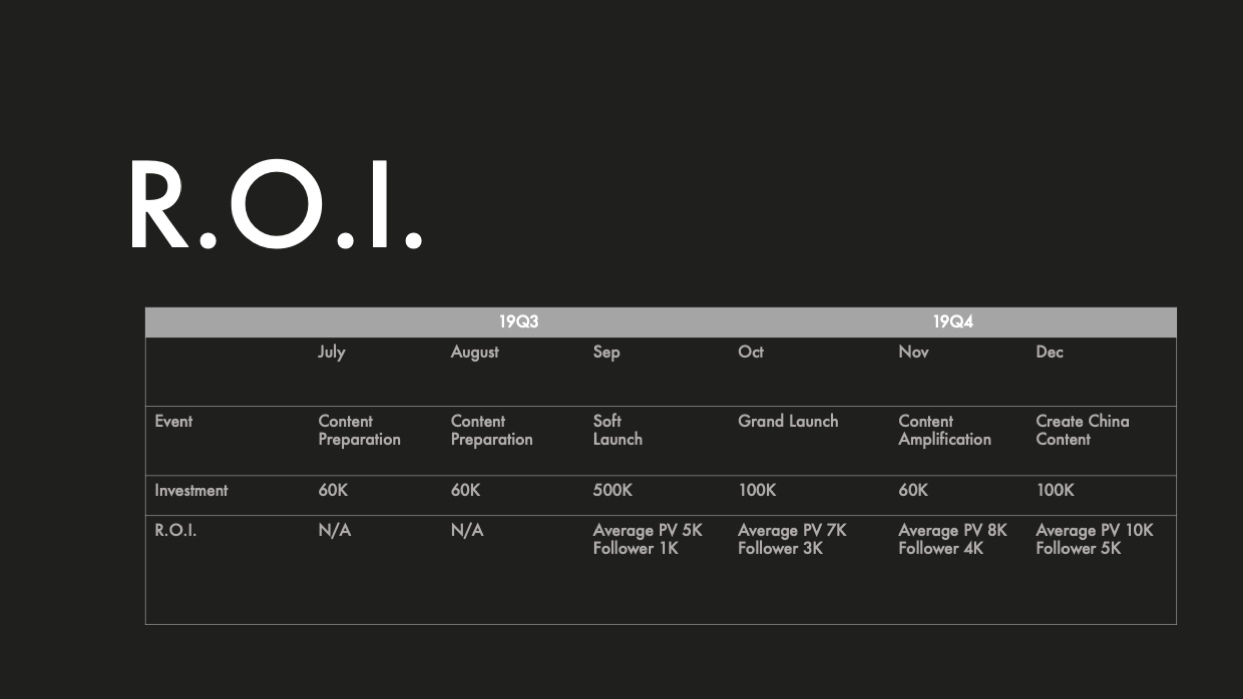 R.O.I.
19Q3 19Q4
July August Sep Oct Nov Dec
Event Content Content Soft Grand Launch Content Create China
Preparation Preparation Launch Amplification Content
Investment 60K 60K 500K 100K 60K 100K
R.O.I. N/A N/A Average PV 5K Average PV 7K Average PV 8K Average PV 10K
Follower 1K Follower 3K Follower 4K Follower 5K